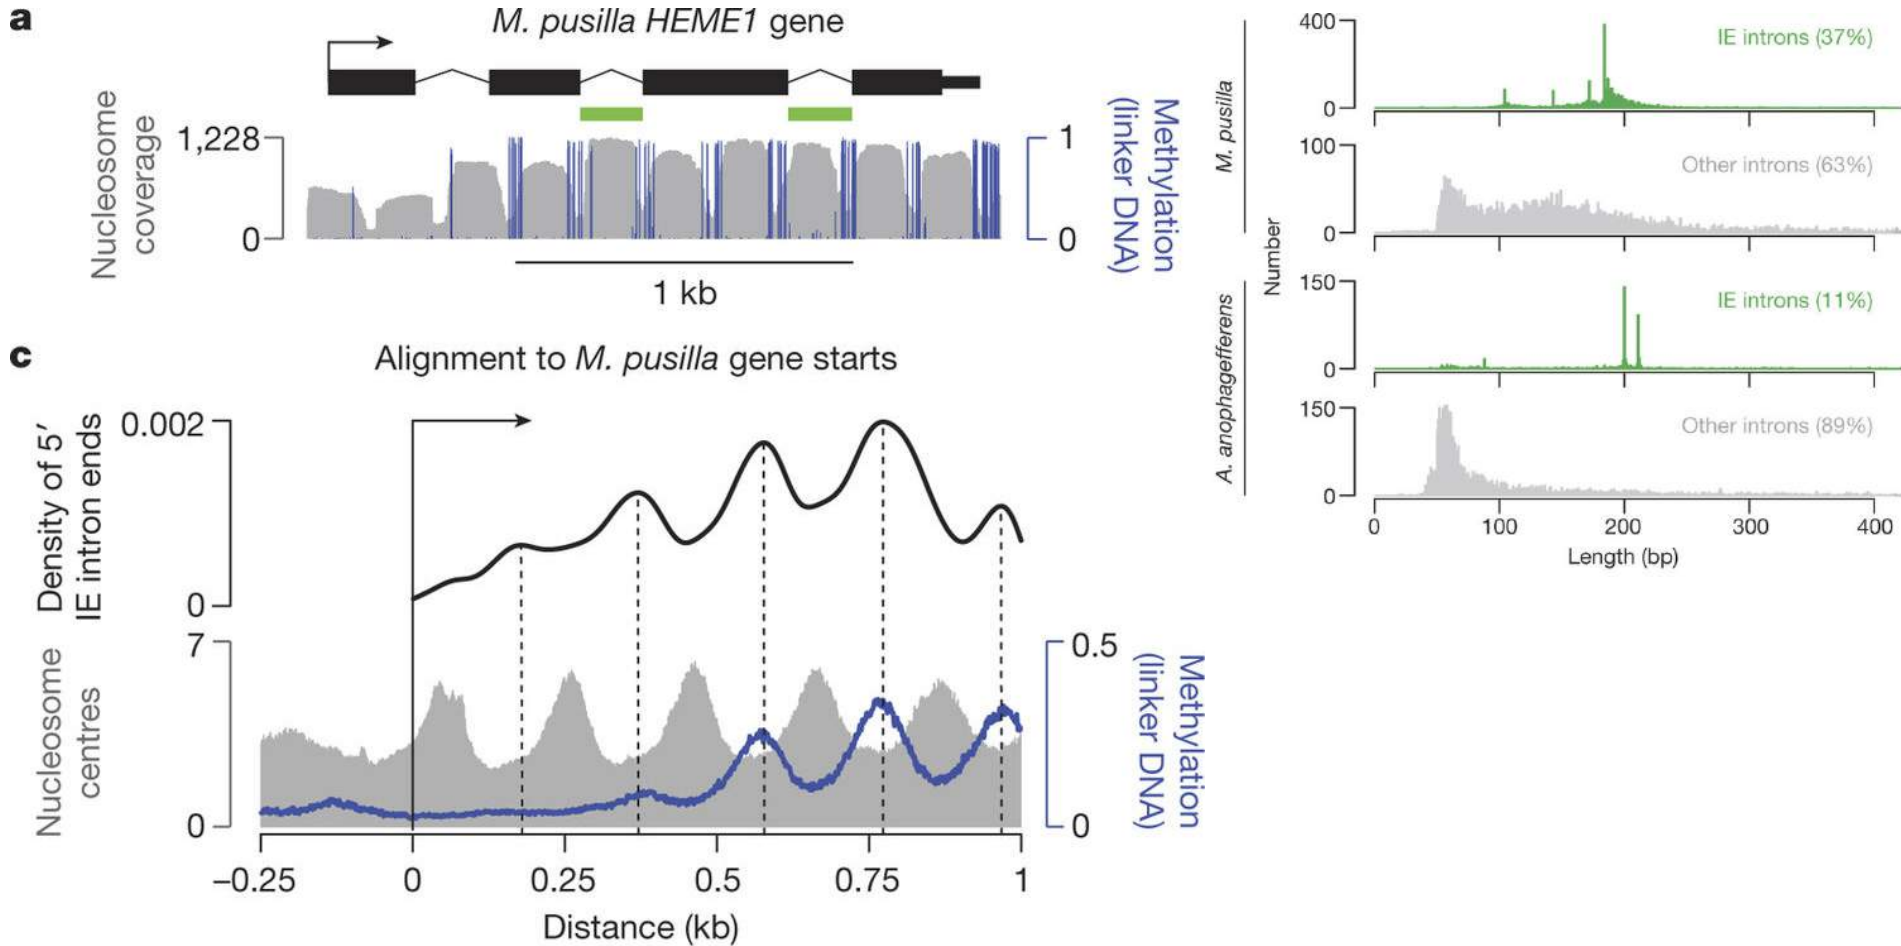 a
M. pusilla HEME1 gene
Nucleosome
coverage
1,228
0
1
0
Methylation
(linker DNA)
1 kb
c
Alignment to M. pusilla gene starts
Density of 5′
IE intron ends
0.002
0
Nucleosome
centres
7
0
0.5
0
Methylation
(linker DNA)
−0.25
0
0.25
0.5
0.75
1
Distance (kb)
M. pusilla
400
0
IE introns (37%)
100
50
0
Other introns (63%)
Number
A. anophagefferens
150
0
IE introns (11%)
150
0
Other introns (89%)
0
100
200
300
400
Length (bp)